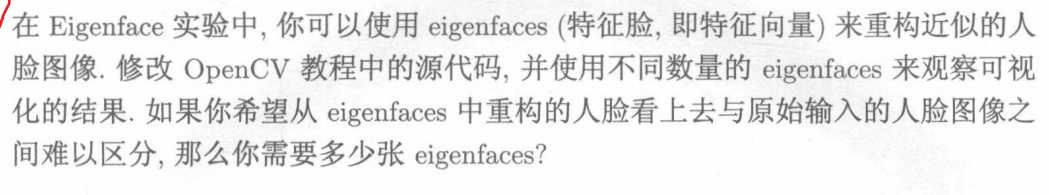 在 Eigenface 实验中, 你可以使用 eigenfaces (特征脸, 即特征向量) 来重构近似的人
脸图像. 修改 OpenCV 教程中的源代码, 并使用不同数量的 eigenfaces 来观察可视
化的结果. 如果你希望从 eigenfaces 中重构的人脸看上去与原始输入的人脸图像之
间难以区分, 那么你需要多少张 eigenfaces?